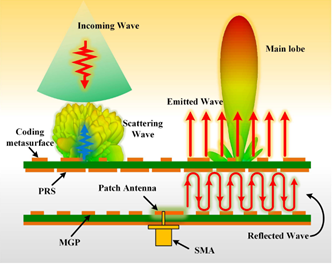 Incoming Wave
Main lobe
Emitted Wave
Coding
metasurface
Scattering
Wave
PRS
Patch Antenna
MGP
SMA
Reflected Wave